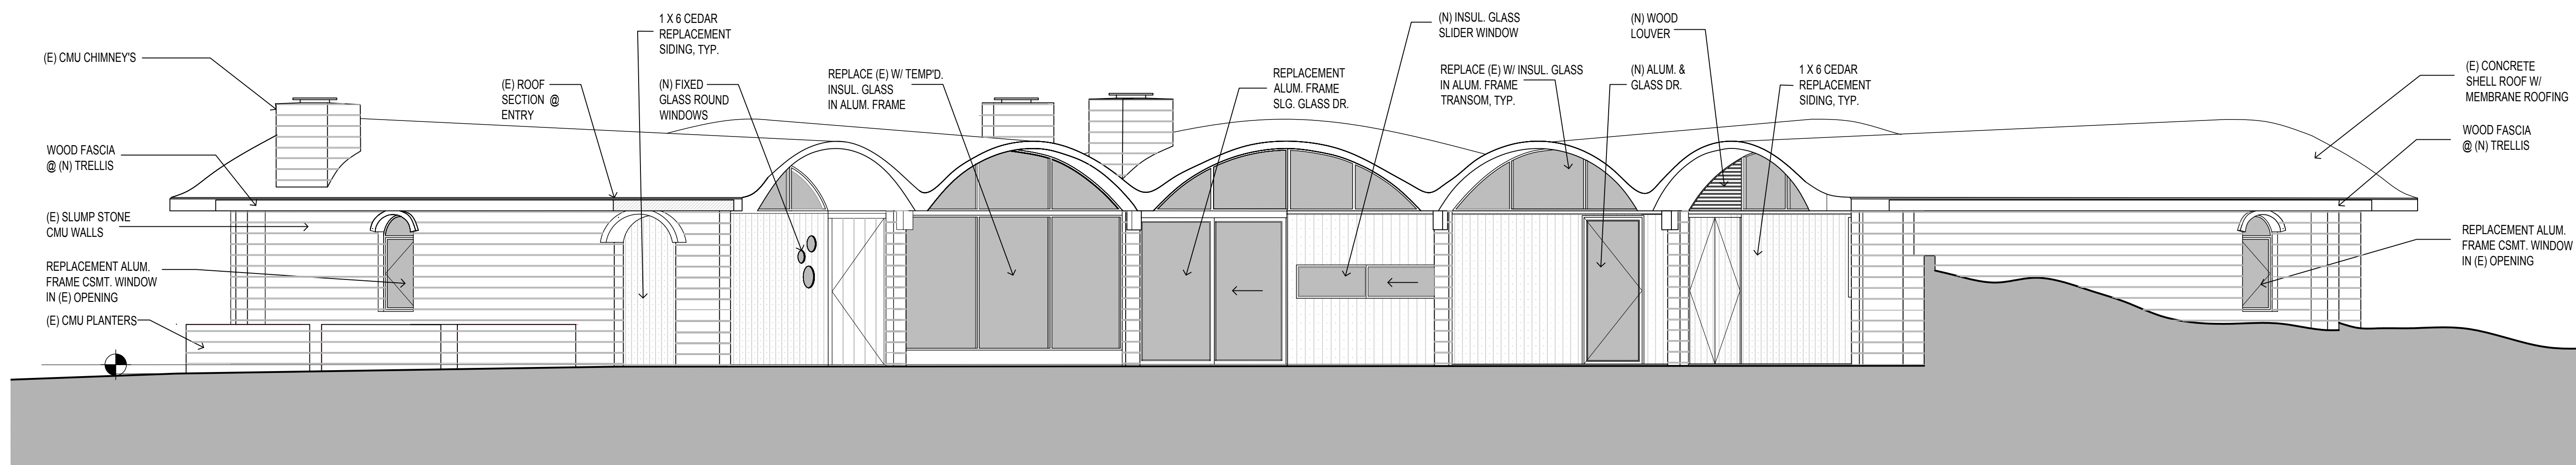 (E) CMU CHIMNEY'S
WOOD FASCIA
@ (N) TRELLIS
(E) SLUMP STONE
CMU WALLS
REPLACEMENT ALUM.
FRAME CSMT. WINDOW
IN (E) OPENING
(E) CMU PLANTERS
(E) ROOF
SECTION @
ENTRY
1 X 6 CEDAR
REPLACEMENT
SIDING, TYP.
(N) FIXED
GLASS ROUND
WINDOWS
REPLACE (E) W/ TEMP'D.
INSUL. GLASS
IN ALUM. FRAME
REPLACEMENT
ALUM. FRAME
SLG. GLASS DR.
(N) INSUL. GLASS
SLIDER WINDOW
REPLACE (E) W/ INSUL. GLASS
IN ALUM. FRAME
TRANSOM, TYP.
(N) WOOD
LOUVER
(N) ALUM. &
GLASS DR.
1 X 6 CEDAR
REPLACEMENT
SIDING, TYP.
(E) CONCRETE
SHELL ROOF W/
MEMBRANE ROOFING
WOOD FASCIA
@ (N) TRELLIS
REPLACEMENT ALUM.
FRAME CSMT. WINDOW
IN (E) OPENING